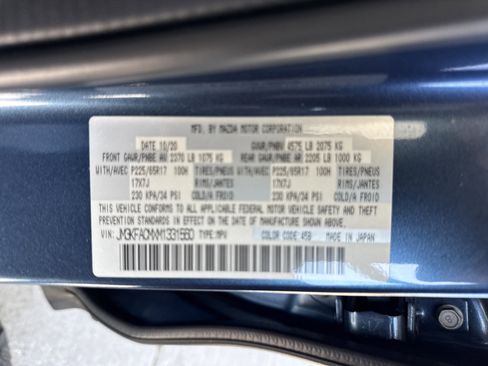 MFD. BY MAZDA MOTOR CORPORATION
DATE 10/20 GVWR/PNBV 4575 LB 2075 KG
FRONT GAWR/PNBE AV 2370 LB 1075 KG REAR GAWR/PNBE AR 2205 LB 1000 KG
WITH/AVEC P225/65R17 100H TIRES/PNEUS WITH/AVEC P225/65R17 100H TIRES/PNEUS
17X7J RIMS/JANTES 17X7J RIMS/JANTES
230 KPA/34 PSI COLD/A FROID 230 KPA/34 PSI COLD/A FROID
THIS VEHICLE CONFORMS TO ALL APPLICABLE FEDERAL MOTOR VEHICLE SAFETY AND
BUMPER STANDARDS IN EFFECT ON THE DATE OF MANUFACTURE SHOWN ABOVE.
VIN: TYPE:MPV COLOR CODE:45B MADE IN JAPAN